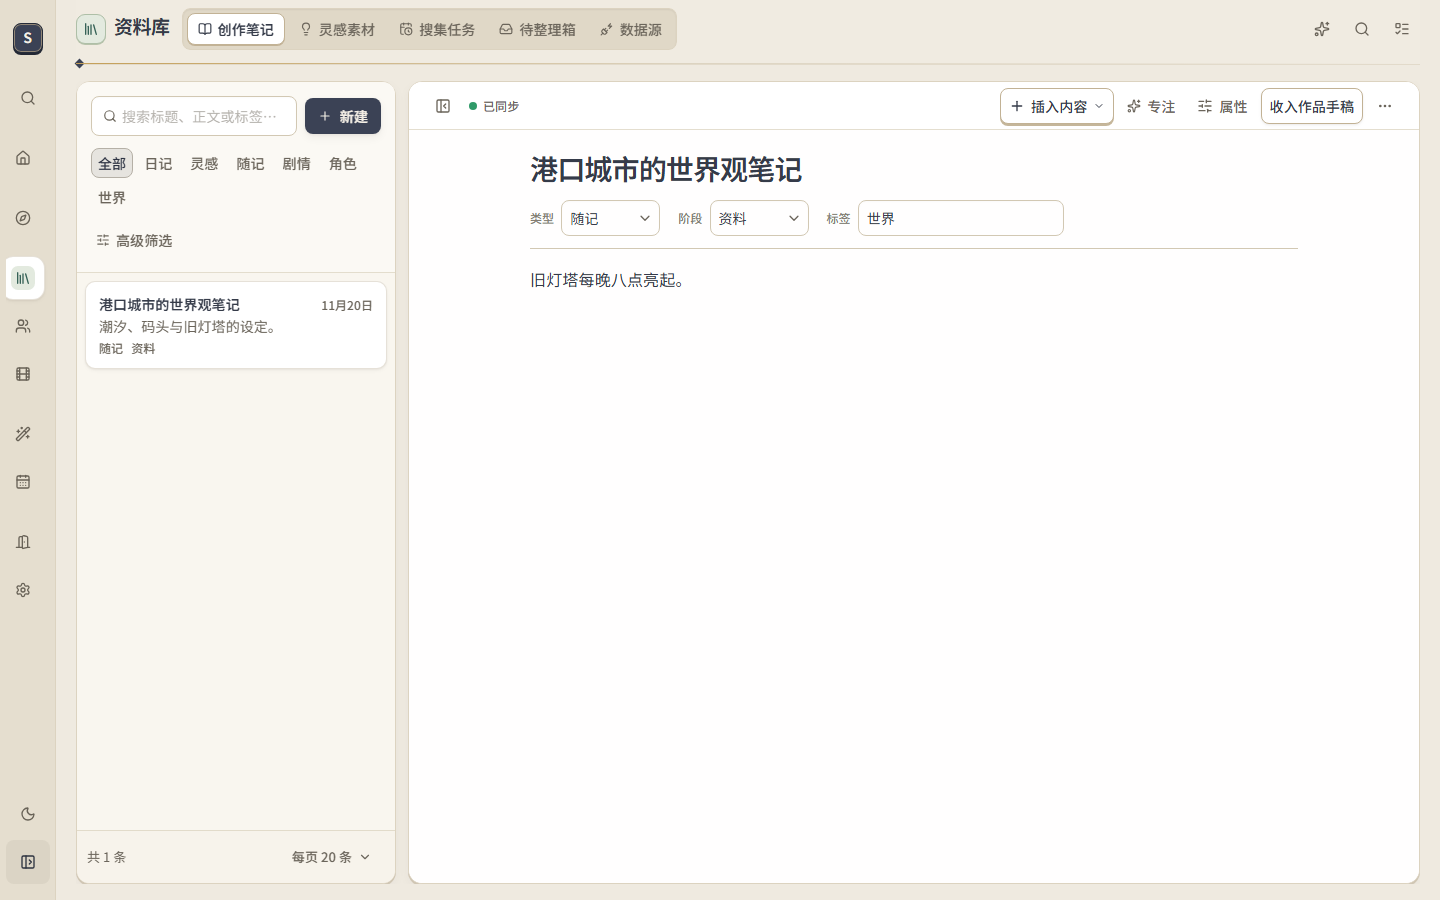 S
资料库
创作笔记
灵感素材
搜集任务
待整理箱
数据源
搜索标题、正文或标签…
新建
全部 日记 灵感 随记 剧情 角色
世界
高级筛选
港口城市的世界观笔记 11月20日
潮汐、码头与旧灯塔的设定。
随记 资料
共 1 条
每页 20 条
已同步
插入内容
专注
属性
收入作品手稿
港口城市的世界观笔记
类型 随记 阶段 资料 标签 世界
旧灯塔每晚八点亮起。